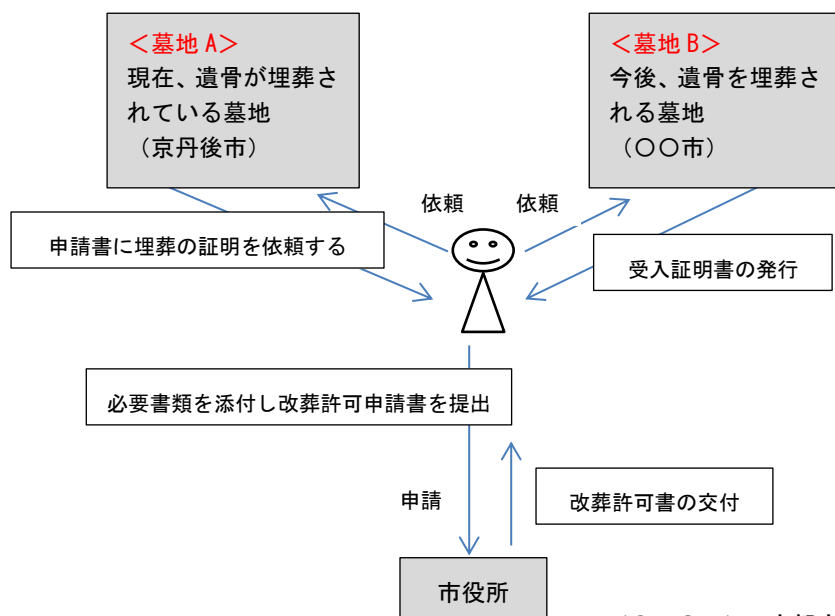 ＜墓地 A＞
現在、遺骨が埋葬さ
れている墓地
（京丹後市）
＜墓地 B＞
今後、遺骨を埋葬さ
れる墓地
（〇〇市）
依頼
依頼
申請書に埋葬の証明を依頼する
受入証明書の発行
必要書類を添付し改葬許可申請書を提出
申請
改葬許可書の交付
市役所